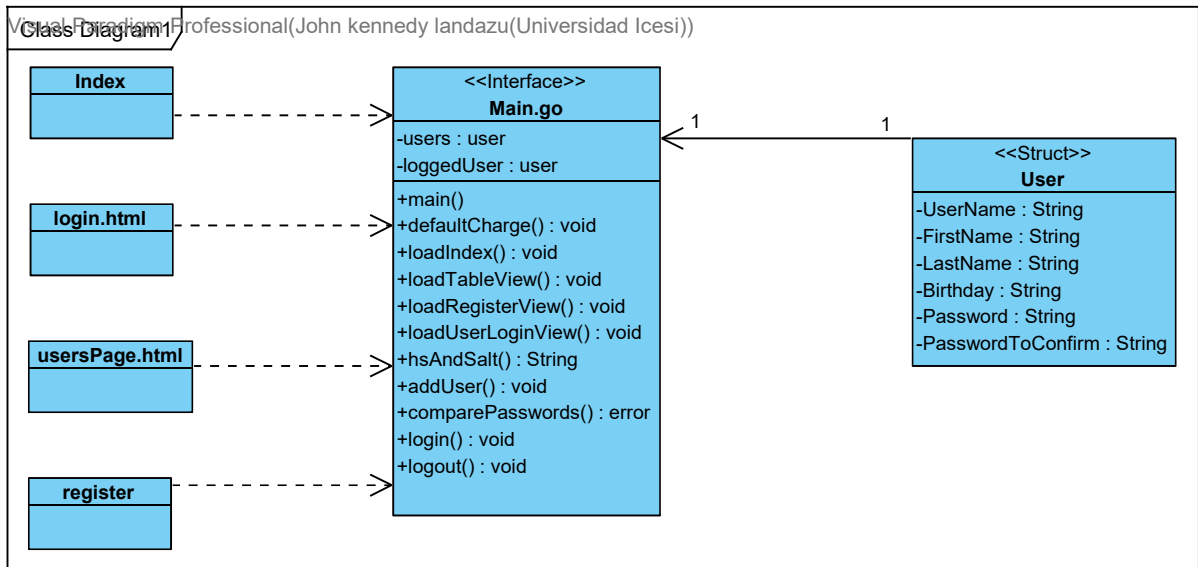 Visual Paradigm Professional(John kennedy landazu(Universidad Icesi))
Class Diagram1
Index
login.html
usersPage.html
register
<<Interface>>
Main.go
-users : user
-loggedUser : user
+main()
+defaultCharge() : void
+loadIndex() : void
+loadTableView() : void
+loadRegisterView() : void
+loadUserLoginView() : void
+hsAndSalt() : String
+addUser() : void
+comparePasswords() : error
+login() : void
+logout() : void
1
1
<<Struct>>
User
-UserName : String
-FirstName : String
-LastName : String
-Birthday : String
-Password : String
-PasswordToConfirm : String